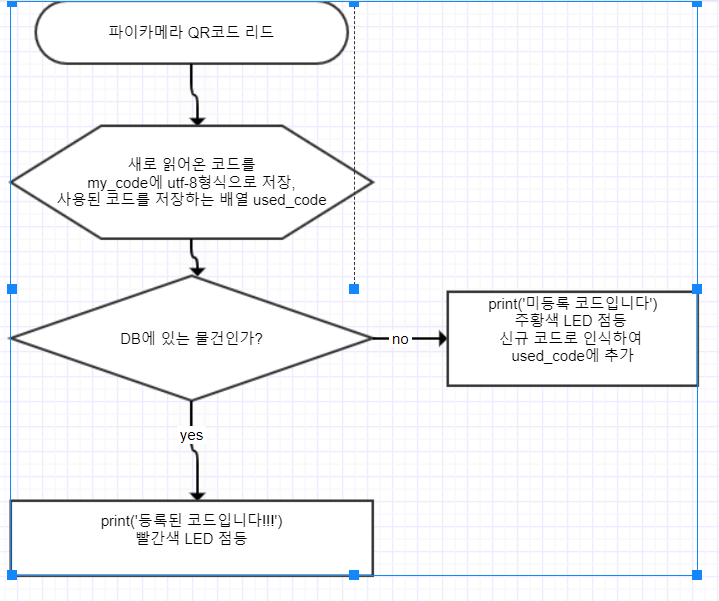 파이카메라 QR코드 리드
새로 읽어온 코드를
my_code에 utf-8형식으로 저장,
사용된 코드를 저장하는 배열 used_code
DB에 있는 물건인가?
no
print('미등록 코드입니다')
주황색 LED 점등
신규 코드로 인식하여
used_code에 추가
yes
print('등록된 코드입니다!!!')
빨간색 LED 점등